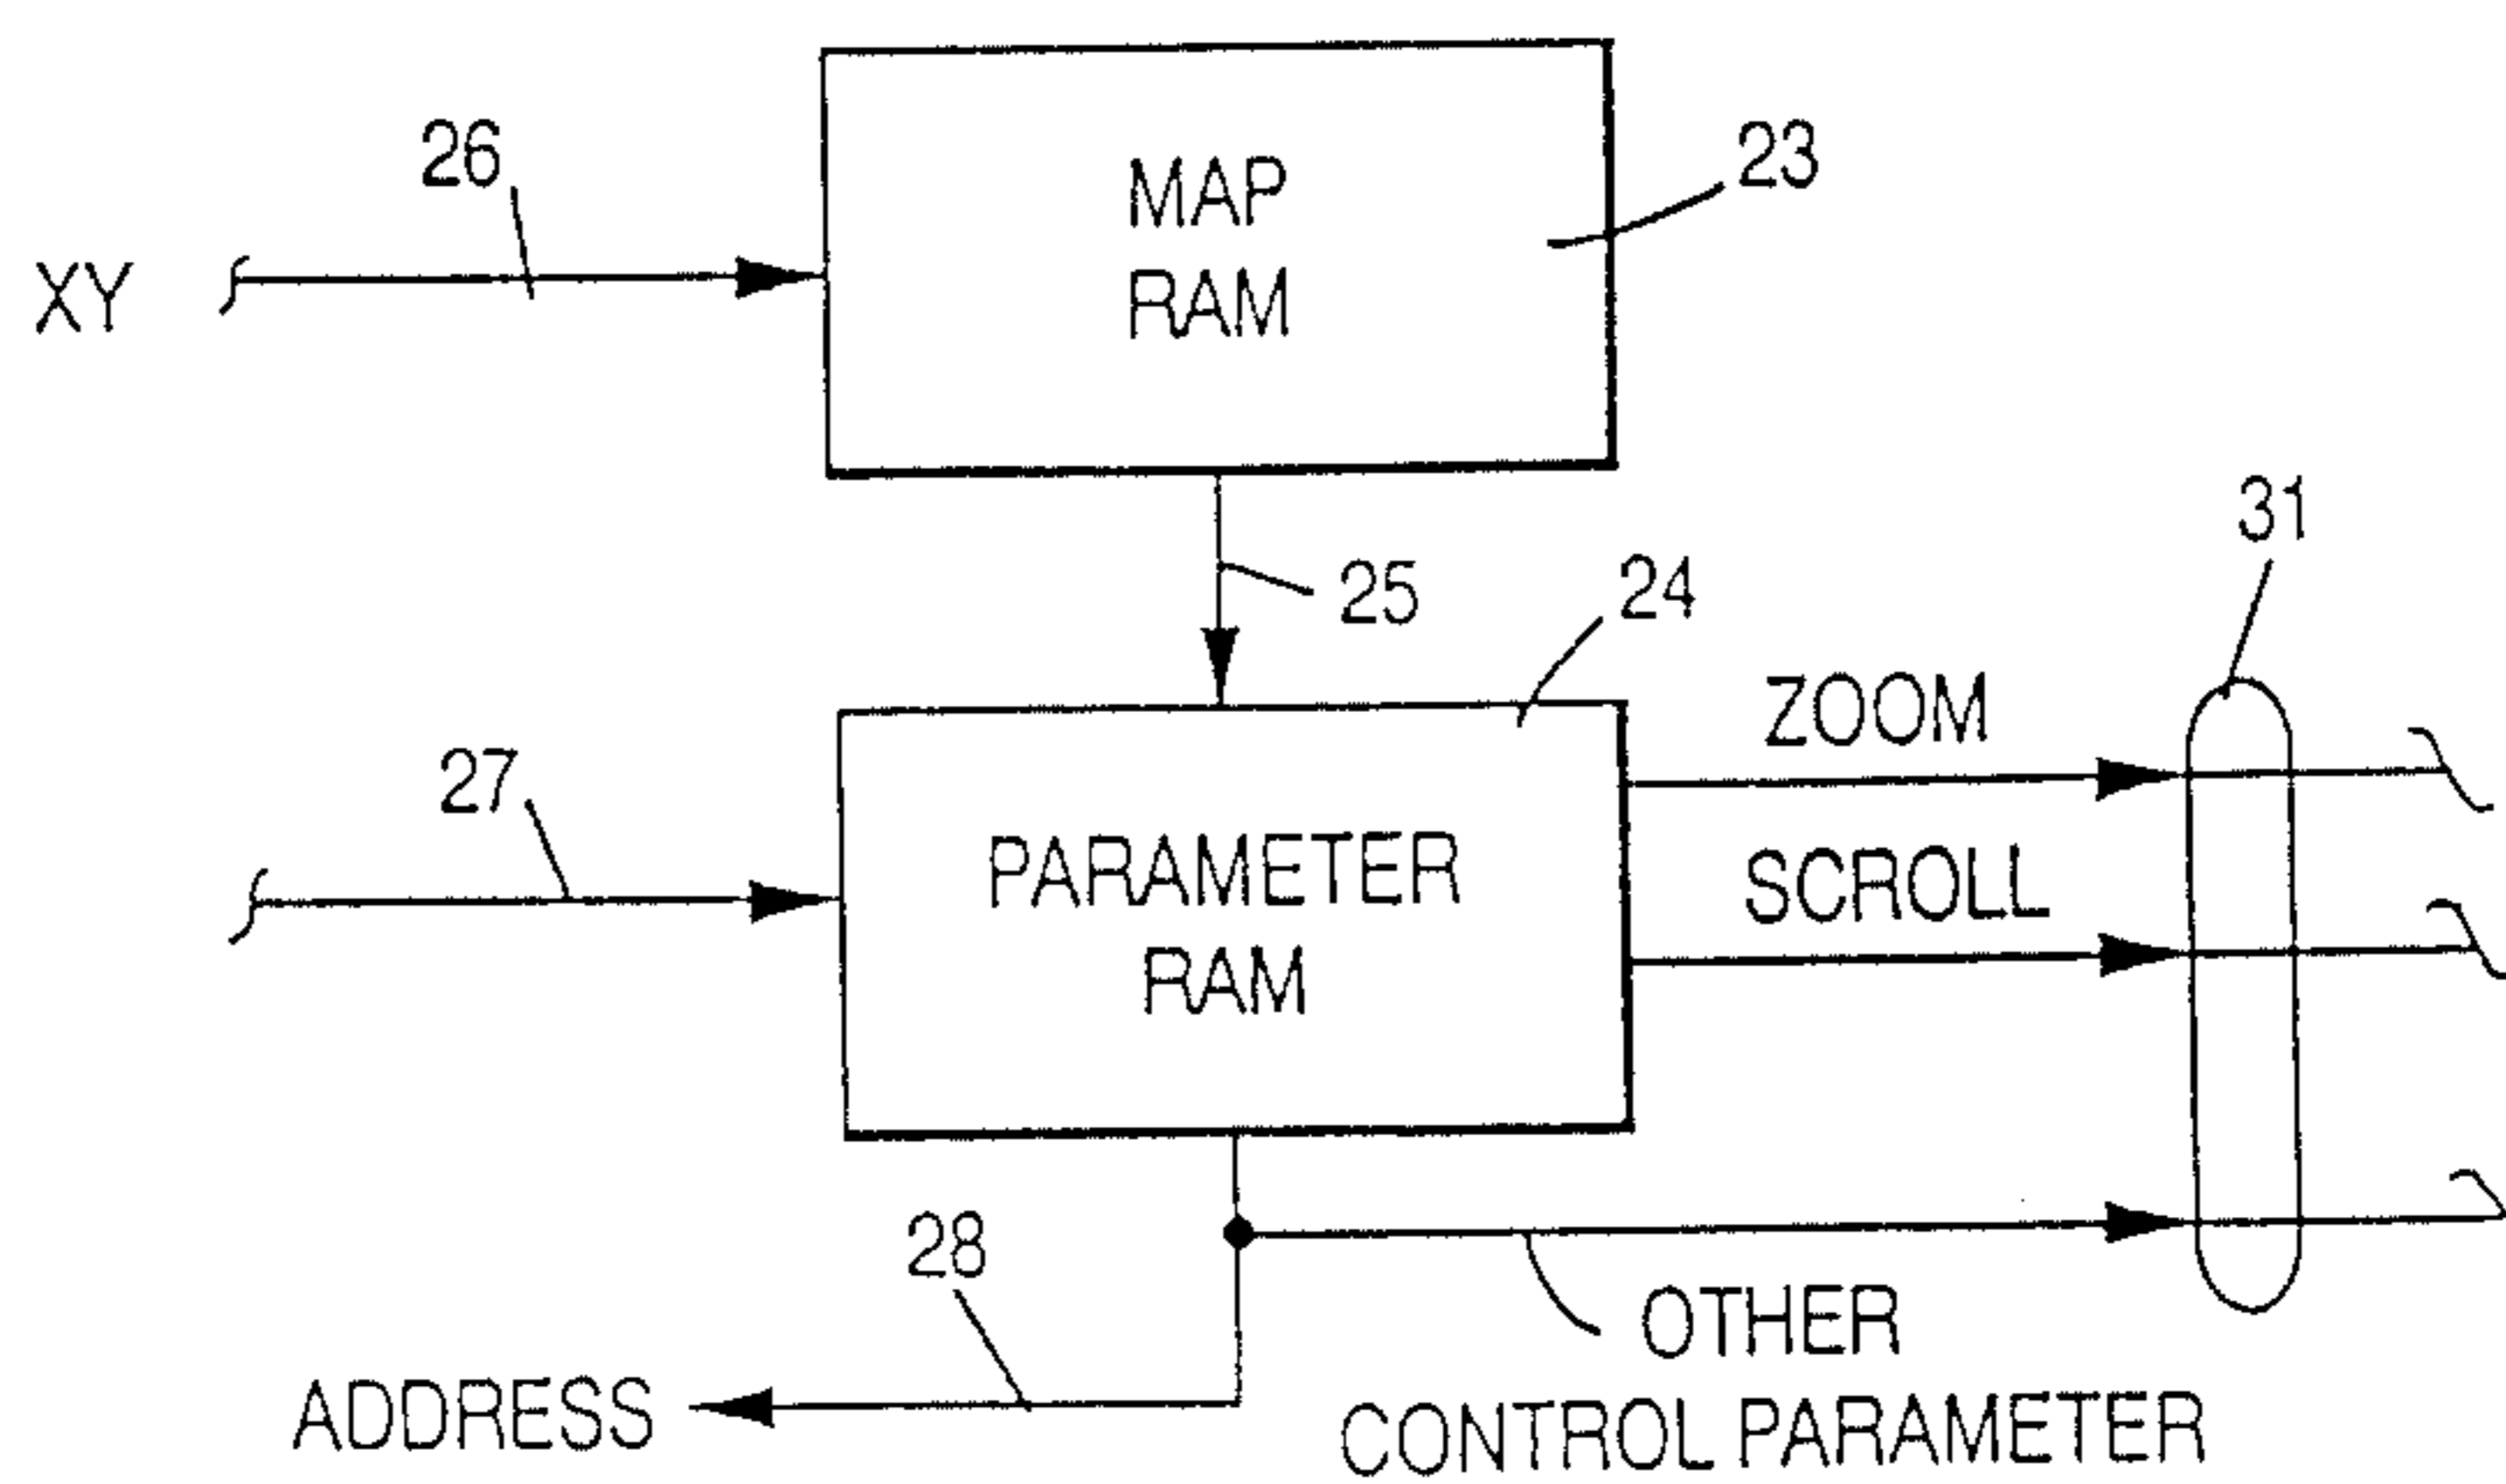 26
MAP
RAM
23
XY
31
25
24
ZOOM
27
PARAMETER
RAM
SCROLL
28
OTHER
CONTROL PARAMETER
ADDRESS